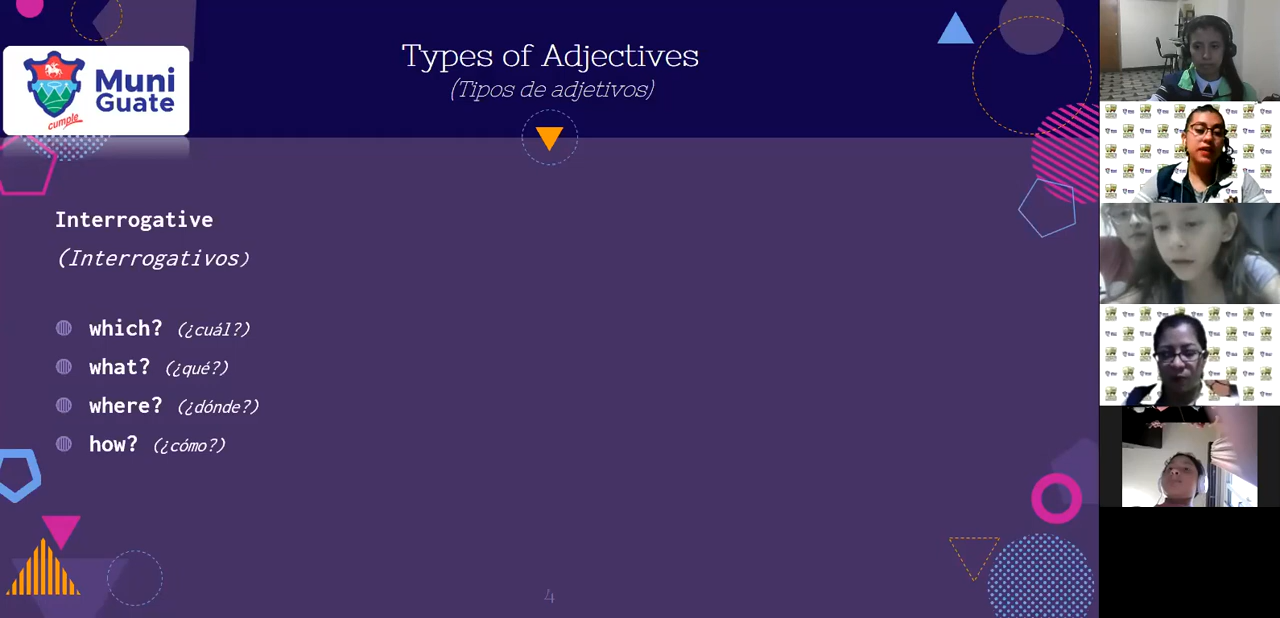 Muni
Guate
cumple
Types of Adjectives
(Tipos de adjetivos)
Interrogative
(Interrogativos)
which? (¿cuál?)
what? (¿qué?)
where? (¿dónde?)
how? (¿cómo?)
4